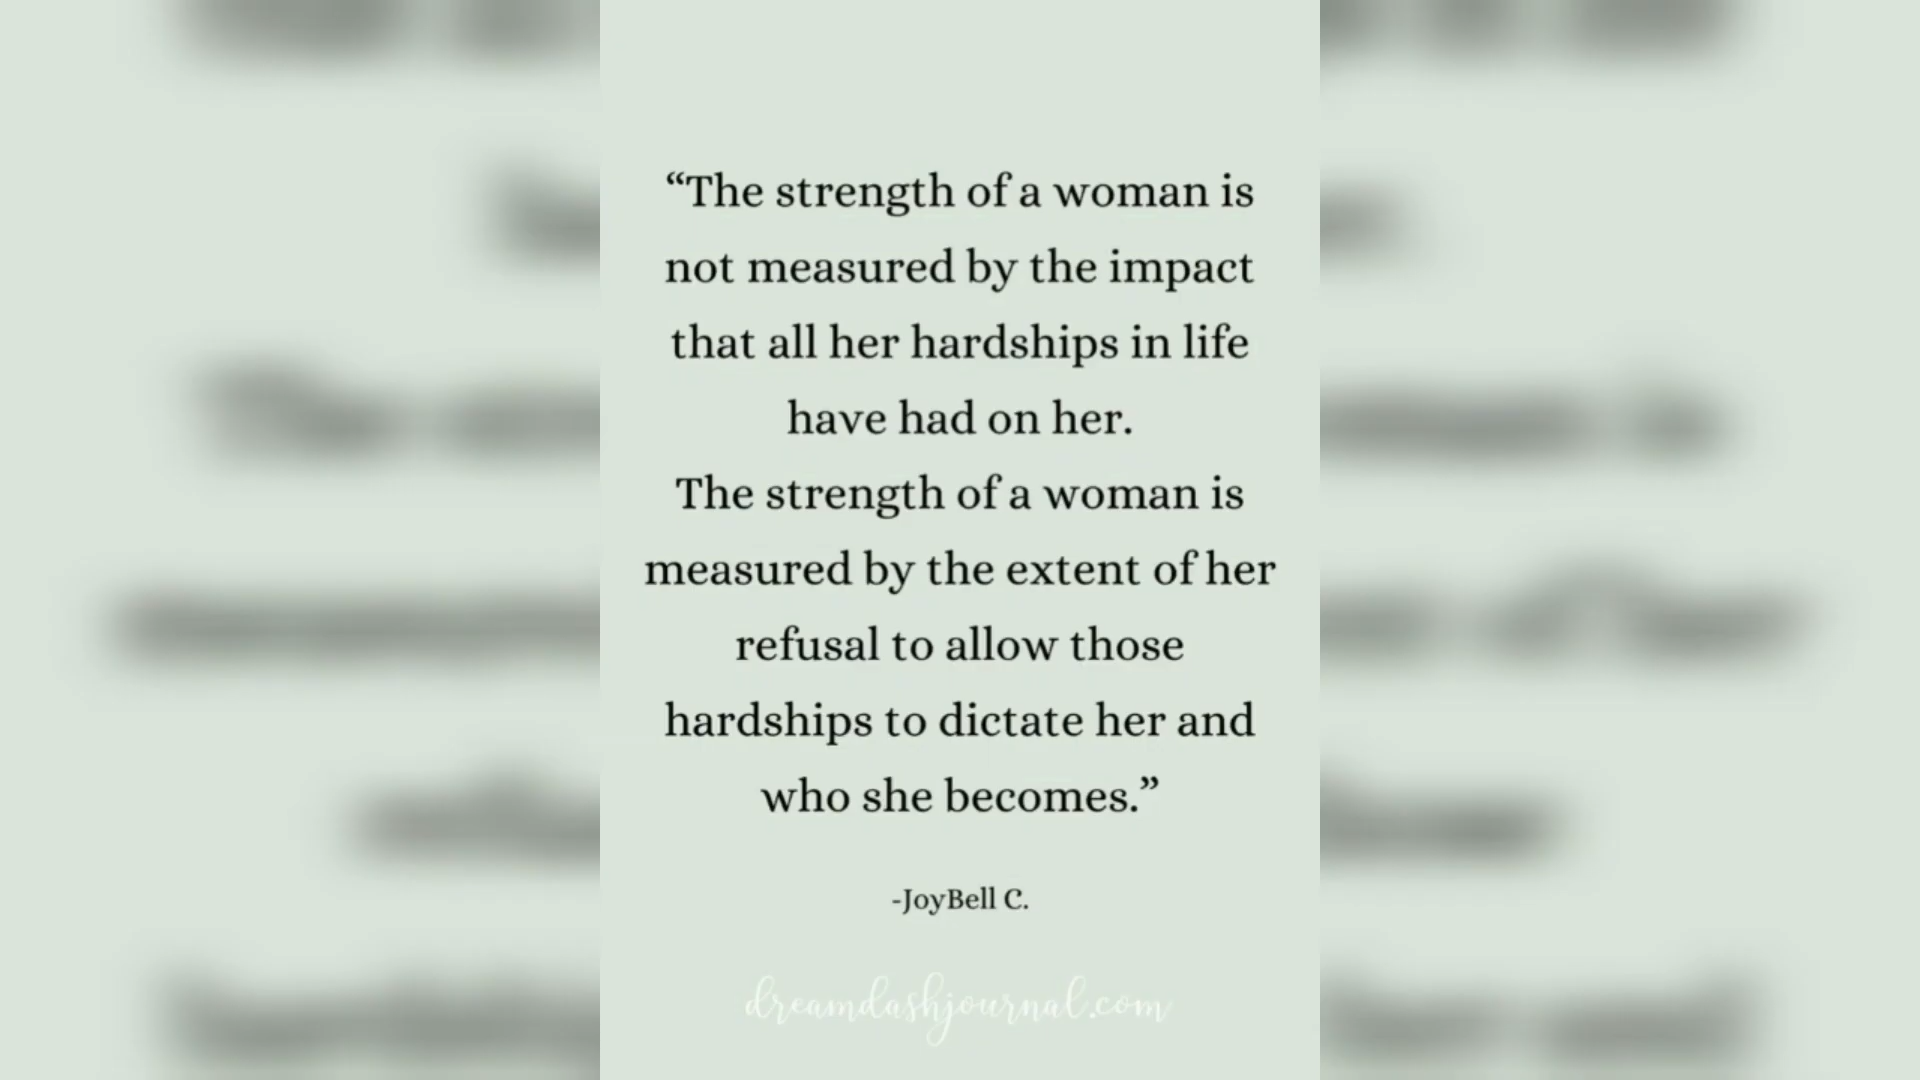 “The strength of a woman is
not measured by the impact
that all her hardships in life
have had on her.
The strength of a woman is
measured by the extent of her
refusal to allow those
hardships to dictate her and
who she becomes.”
-JoyBell C.
dreamdashjournal.com